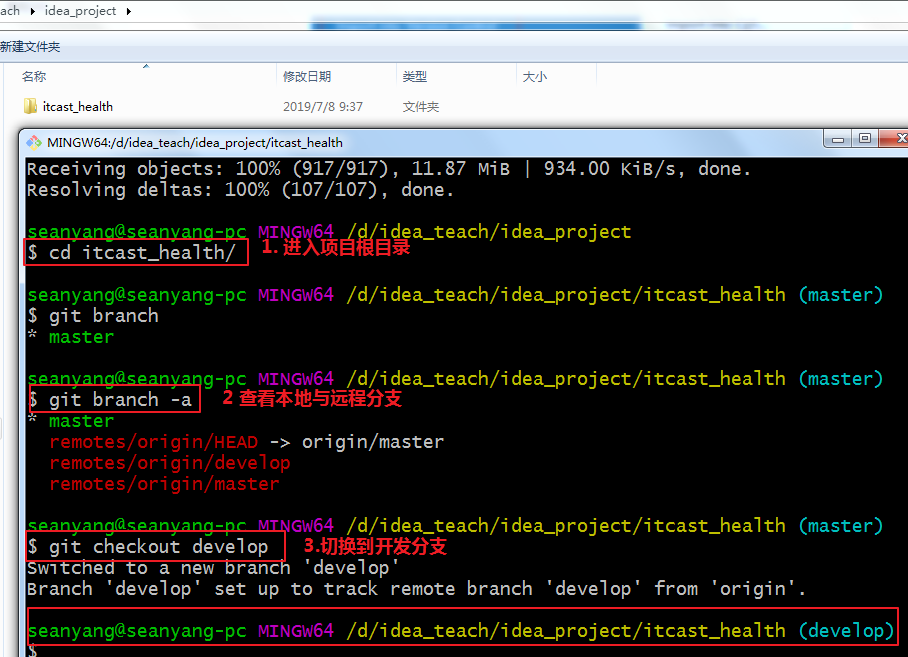 ach ▸ idea_project ▸
新建文件夹
名称 修改日期 类型 大小
itcast_health 2019/7/8 9:37 文件夹
MINGW64:/d/idea_teach/idea_project/itcast_health
Receiving objects: 100% (917/917), 11.87 MiB | 934.00 KiB/s, done.
Resolving deltas: 100% (107/107), done.
seanyang@seanyang-pc MINGW64 /d/idea_teach/idea_project
$ cd itcast_health/ 1. 进入项目根目录
seanyang@seanyang-pc MINGW64 /d/idea_teach/idea_project/itcast_health (master)
$ git branch
* master
seanyang@seanyang-pc MINGW64 /d/idea_teach/idea_project/itcast_health (master)
$ git branch -a 2 查看本地与远程分支
* master
remotes/origin/HEAD -> origin/master
remotes/origin/develop
remotes/origin/master
seanyang@seanyang-pc MINGW64 /d/idea_teach/idea_project/itcast_health (master)
$ git checkout develop 3.切换到开发分支
Switched to a new branch 'develop'
Branch 'develop' set up to track remote branch 'develop' from 'origin'.
seanyang@seanyang-pc MINGW64 /d/idea_teach/idea_project/itcast_health (develop)
$